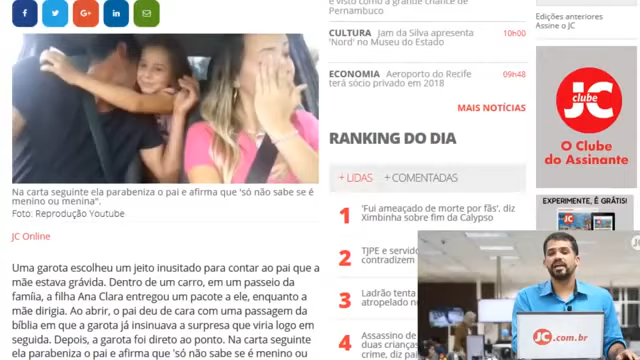 Na carta seguinte ela parabeniza o pai e afirma que 'só não sabe se é
menino ou menina".
Foto: Reprodução Youtube
JC Online
Uma garota escolheu um jeito inusitado para contar ao pai que a
mãe estava grávida. Dentro de um carro, em um passeio da
famíia, a filha Ana Clara entregou um pacote a ele, enquanto a
mãe dirigia. Ao abrir, o pai deu de cara com uma passagem da
bíblia em que a garota já insinuava a surpresa que viria logo em
seguida. Depois, a garota foi direto ao ponto. Na carta seguinte
ela parabeniza o pai e afirma que 'só não sabe se é menino ou
e visto como a grande chance de
Pernambuco
CULTURA Jam da Silva apresenta 10h00
'Nord' no Museu do Estado
ECONOMIA Aeroporto do Recife 09h48
terá sócio privado em 2018
MAIS NOTÍCIAS
RANKING DO DIA
+ LIDAS + COMENTADAS
1 'Fui ameaçado de morte por fãs', diz
Ximbinha sobre fim da Calypso
2 TJPE e servido
contradizem
3 Ladrão tenta
atropelado n
4 Assassino de
duas crianças
crime, diz pai
Edições anteriores
Assine o JC
clube
JC
O Clube
do Assinante
EXPERIMENTE, É GRÁTIS!
JC
JC.com.br